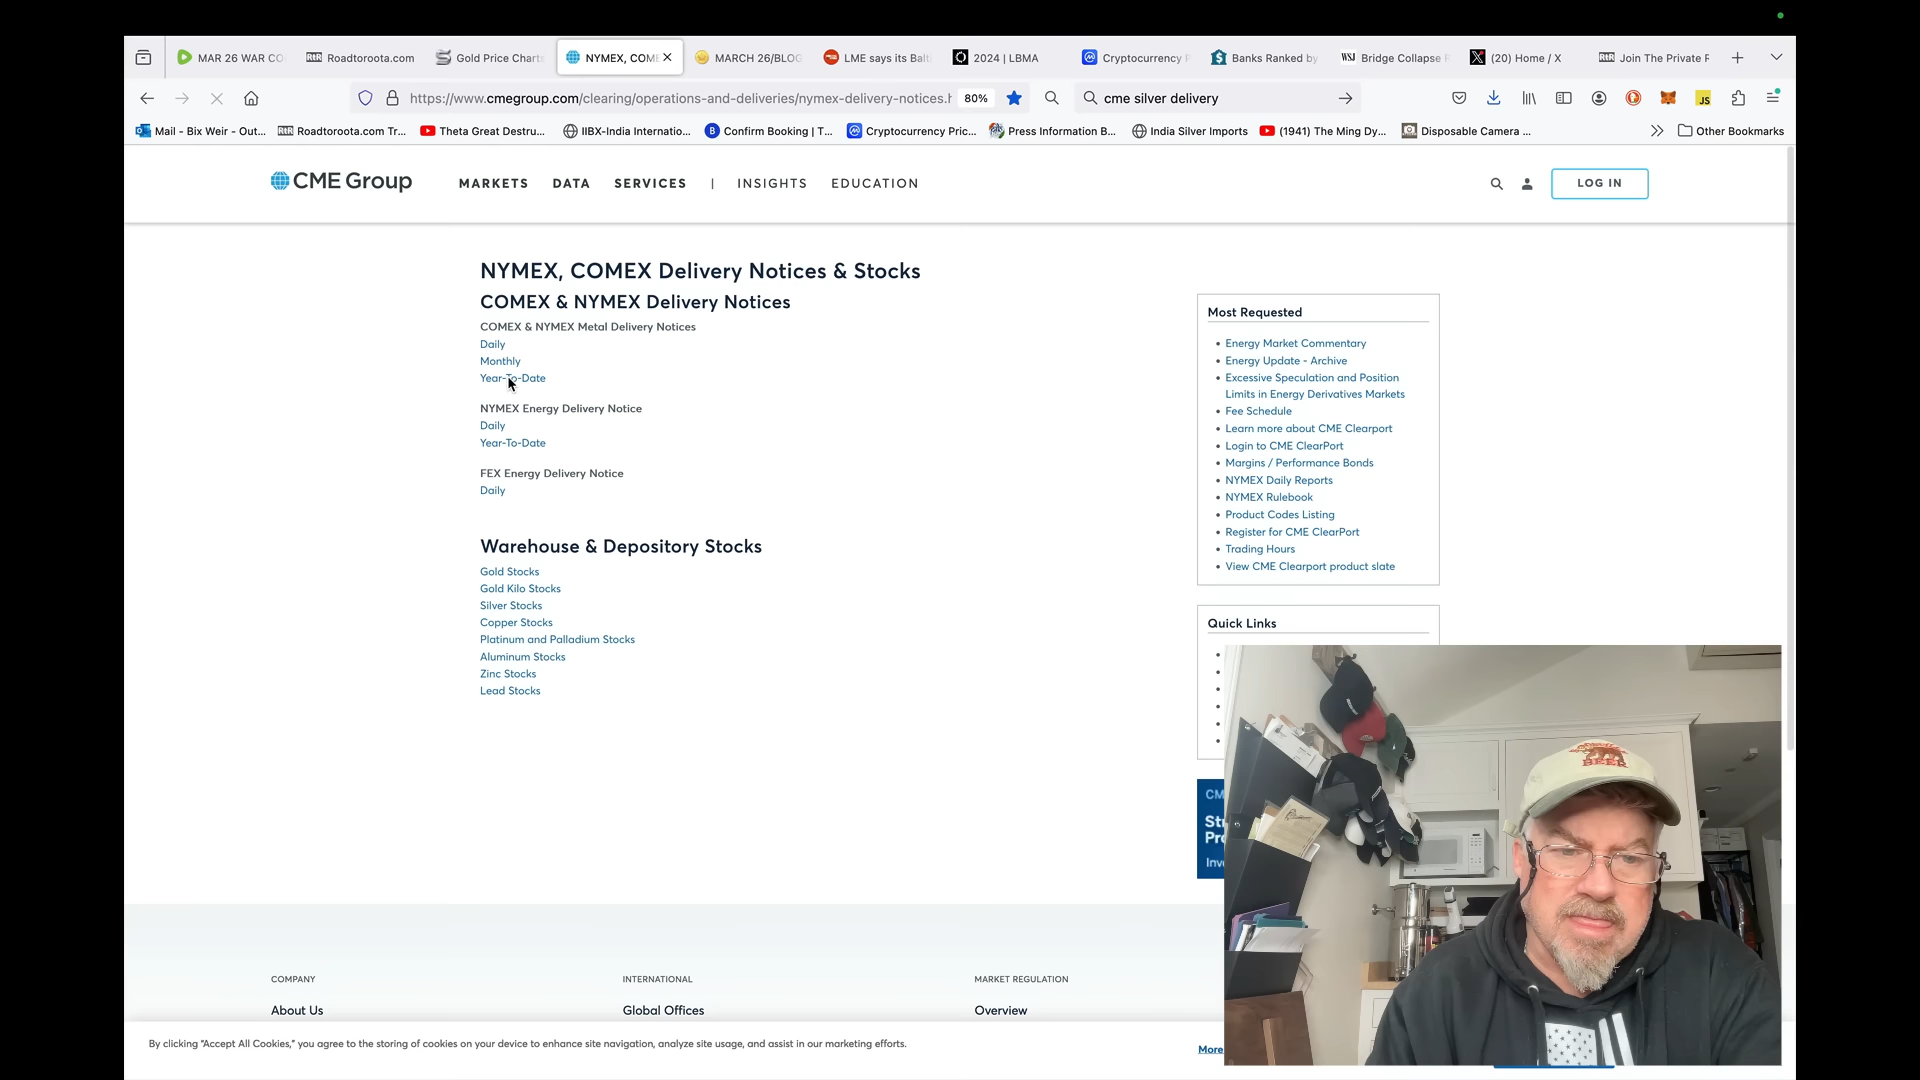 MAR 26 WAR CO
Roadtoroota.com
Gold Price Chart
NYMEX, COME
MARCH 26/BLOG
LME says its Balt
2024 | LBMA
Cryptocurrency P
Banks Ranked by
WSJ Bridge Collapse F
(20) Home / X
Join The Private F
https://www.cmegroup.com/clearing/operations-and-deliveries/nymex-delivery-notices.h
80%
cme silver delivery
Mail - Bix Weir - Out...
Roadtoroota.com Tr...
Theta Great Destru...
IIBX-India Internatio...
Confirm Booking | T...
Cryptocurrency Pric...
Press Information B...
India Silver Imports
(1941) The Ming Dy...
Disposable Camera ...
Other Bookmarks
CME Group
MARKETS DATA SERVICES | INSIGHTS EDUCATION
LOG IN
NYMEX, COMEX Delivery Notices & Stocks
COMEX & NYMEX Delivery Notices
COMEX & NYMEX Metal Delivery Notices
Daily
Monthly
Year-To-Date
NYMEX Energy Delivery Notice
Daily
Year-To-Date
FEX Energy Delivery Notice
Daily
Warehouse & Depository Stocks
Gold Stocks
Gold Kilo Stocks
Silver Stocks
Copper Stocks
Platinum and Palladium Stocks
Aluminum Stocks
Zinc Stocks
Lead Stocks
Most Requested
Energy Market Commentary
Energy Update - Archive
Excessive Speculation and Position
Limits in Energy Derivatives Markets
Fee Schedule
Learn more about CME Clearport
Login to CME ClearPort
Margins / Performance Bonds
NYMEX Daily Reports
NYMEX Rulebook
Product Codes Listing
Register for CME ClearPort
Trading Hours
View CME Clearport product slate
Quick Links
CM
Str
Pro
Inv
BEER
COMPANY
About Us
INTERNATIONAL
Global Offices
MARKET REGULATION
Overview
By clicking “Accept All Cookies,” you agree to the storing of cookies on your device to enhance site navigation, analyze site usage, and assist in our marketing efforts.
More